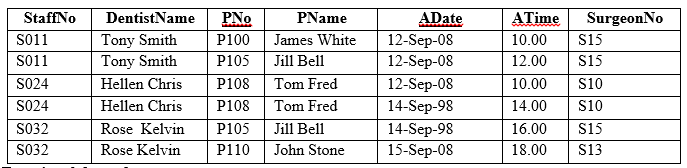 StaffNo DentistName PNo PName ADate ATime SurgeonNo
S011 Tony Smith P100 James White 12-Sep-08 10.00 S15
S011 Tony Smith P105 Jill Bell 12-Sep-08 12.00 S15
S024 Hellen Chris P108 Tom Fred 12-Sep-08 10.00 S10
S024 Hellen Chris P108 Tom Fred 14-Sep-98 14.00 S10
S032 Rose Kelvin P105 Jill Bell 14-Sep-98 16.00 S15
S032 Rose Kelvin P110 John Stone 15-Sep-08 18.00 S13